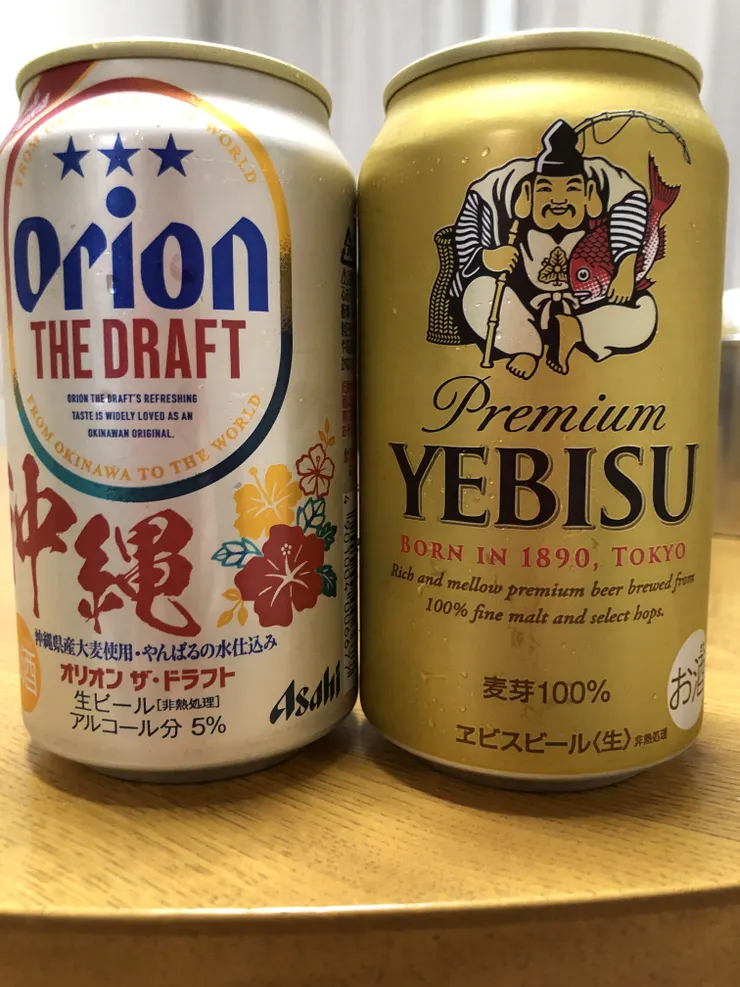 FROM OKINAWA TO THE WORLD
★★★
Orion
THE DRAFT
ORION THE DRAFT'S REFRESHING
TASTE IS WIDELY LOVED AS AN
OKINAWAN ORIGINAL.
FROM OKINAWA TO THE WORLD
沖縄
沖縄県産大麦使用・やんばるの水仕込み
オリオン ザ・ドラフト
生ビール[非熱処理]
アルコール分 5%
Asahi
酒
Premium
YEBISU
BORN IN 1890, TOKYO
Rich and mellow premium beer brewed from
100% fine malt and select hops.
麦芽100%
ヱビスビール〈生〉非熱処理
お酒